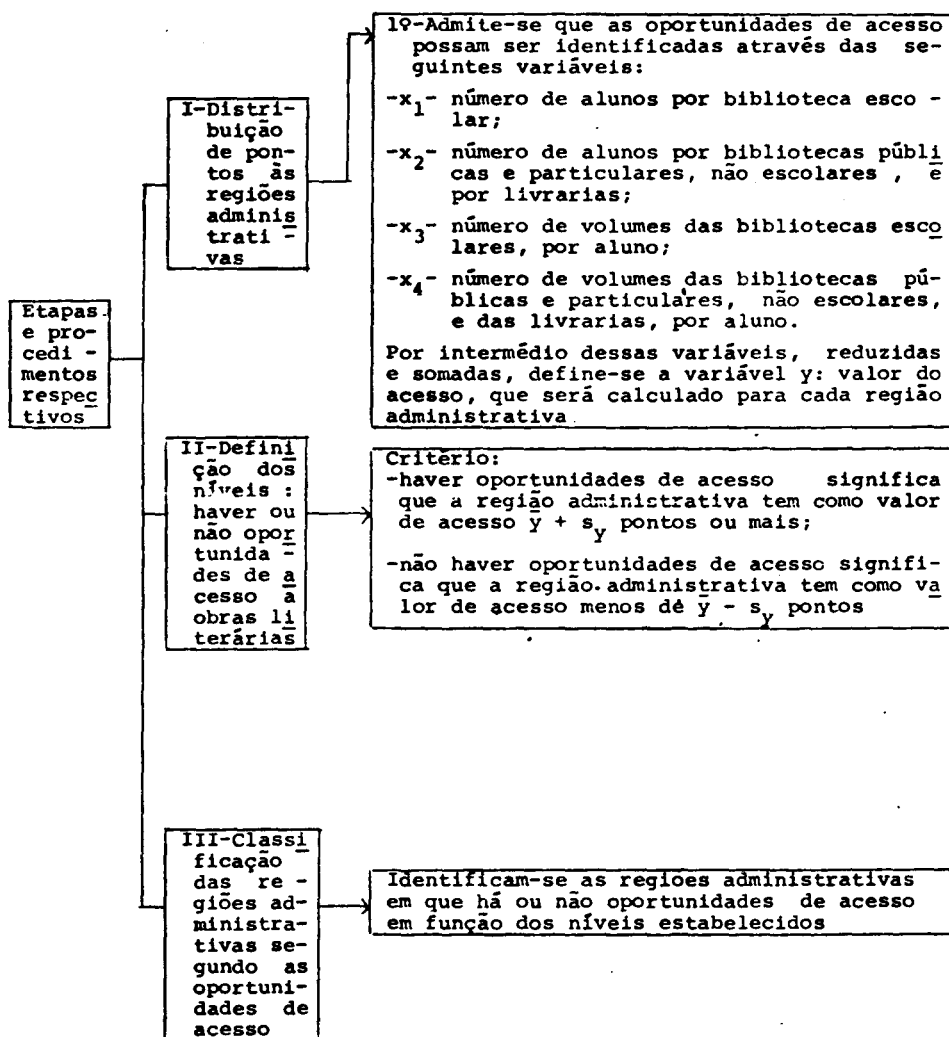 Etapas
e pro-
cedi -
mentos
respec
tivos
I-Distri-
buição
de pon-
tos às
regiões
adminis
trati -
vas
1º-Admite-se que as oportunidades de acesso
possam ser identificadas através das se-
guintes variáveis:
-x1- número de alunos por biblioteca esco -
lar;
-x2- número de alunos por bibliotecas públi
cas e particulares, não escolares , e
por livrarias;
-x3- número de volumes das bibliotecas esco
lares, por aluno;
-x4- número de volumes das bibliotecas pú-
blicas e particulares, não escolares,
e das livrarias, por aluno.
Por intermédio dessas variáveis, reduzidas
e somadas, define-se a variável y: valor do
acesso, que será calculado para cada região
administrativa
II-Defini
ção dos
níveis :
haver ou
não opor
tunida -
des de a
cesso a
obras li
terárias
Critério:
-haver oportunidades de acesso significa
que a região administrativa tem como valor
de acesso ȳ + sy pontos ou mais;
-não haver oportunidades de acesso signifi-
ca que a região administrativa tem como va
lor de acesso menos de ȳ - sy pontos
III-Classi
ficação
das re -
giões ad-
ministra-
tivas se-
gundo as
oportuni-
dades de
acesso
Identificam-se as regiões administrativas
em que há ou não oportunidades de acesso
em função dos níveis estabelecidos